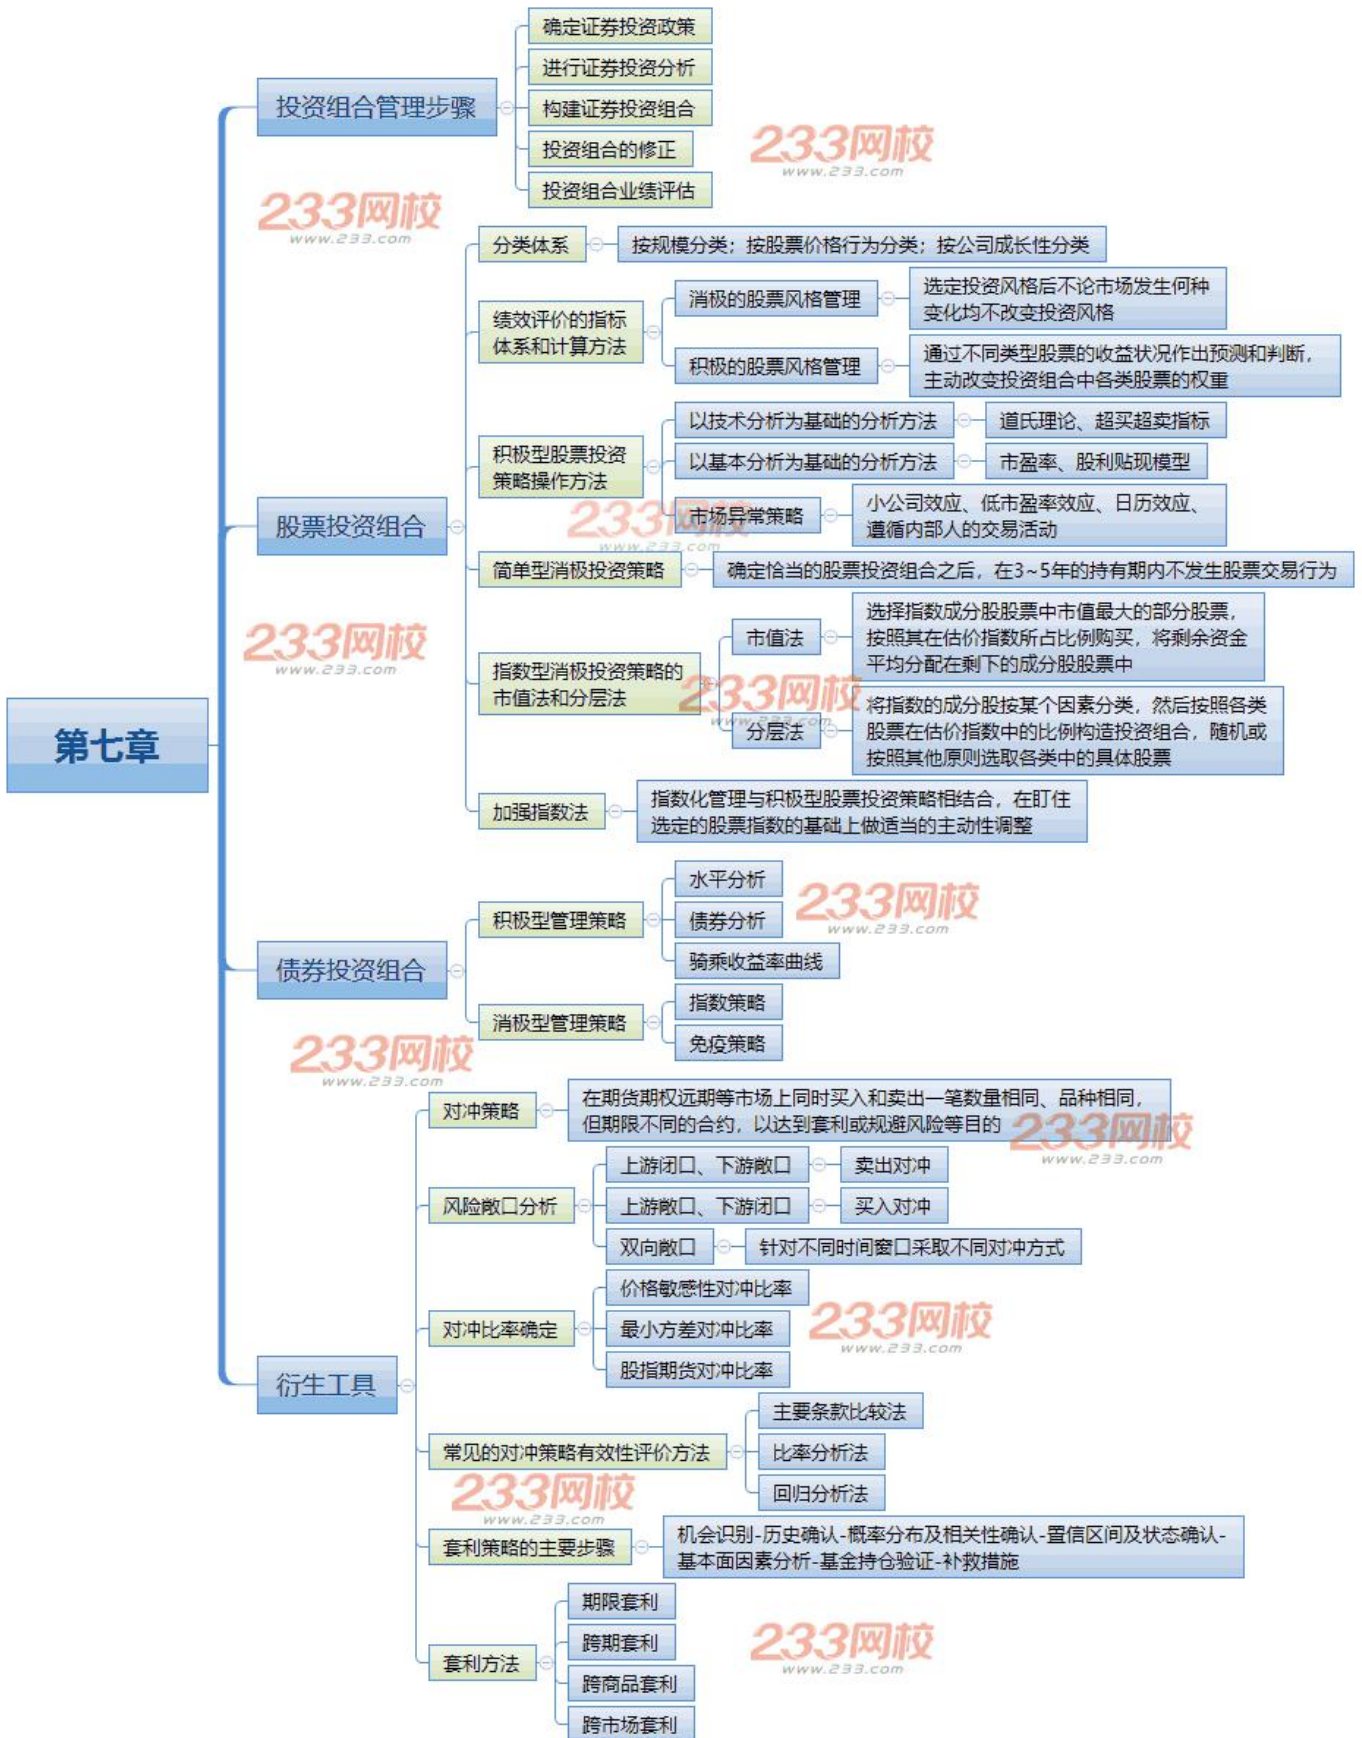 第七章
投资组合管理步骤
确定证券投资政策
进行证券投资分析
构建证券投资组合
投资组合的修正
投资组合业绩评估
股票投资组合
分类体系
按规模分类；按股票价格行为分类；按公司成长性分类
绩效评价的指标
体系和计算方法
消极的股票风格管理
选定投资风格后不论市场发生何种
变化均不改变投资风格
积极的股票风格管理
通过不同类型股票的收益状况作出预测和判断，
主动改变投资组合中各类股票的权重
积极型股票投资
策略操作方法
以技术分析为基础的分析方法
道氏理论、超买超卖指标
以基本分析为基础的分析方法
市盈率、股利贴现模型
市场异常策略
小公司效应、低市盈率效应、日历效应、
遵循内部人的交易活动
简单型消极投资策略
确定恰当的股票投资组合之后，在3~5年的持有期内不发生股票交易行为
指数型消极投资策略的
市值法和分层法
市值法
选择指数成分股股票中市值最大的部分股票，
按照其在估价指数所占比例购买，将剩余资金
平均分配在剩下的成分股股票中
分层法
将指数的成分股按某个因素分类，然后按照各类
股票在估价指数中的比例构造投资组合，随机或
按照其他原则选取各类中的具体股票
加强指数法
指数化管理与积极型股票投资策略相结合，在盯住
选定的股票指数的基础上做适当的主动性调整
债券投资组合
积极型管理策略
水平分析
债券分析
骑乘收益率曲线
消极型管理策略
指数策略
免疫策略
衍生工具
对冲策略
在期货期权远期等市场上同时买入和卖出一笔数量相同、品种相同，
但期限不同的合约，以达到套利或规避风险等目的
风险敞口分析
上游闭口、下游敞口
卖出对冲
上游敞口、下游闭口
买入对冲
双向敞口
针对不同时间窗口采取不同对冲方式
对冲比率确定
价格敏感性对冲比率
最小方差对冲比率
股指期货对冲比率
常见的对冲策略有效性评价方法
主要条款比较法
比率分析法
回归分析法
套利策略的主要步骤
机会识别-历史确认-概率分布及相关性确认-置信区间及状态确认-
基本面因素分析-基金持仓验证-补救措施
套利方法
期限套利
跨期套利
跨商品套利
跨市场套利
233网校
www.233.com
233网校
www.233.com
233网校
www.233.com
233网校
www.233.com
233网校
www.233.com
233网校
www.233.com
233网校
www.233.com
233网校
www.233.com
233网校
www.233.com
233网校
www.233.com
233网校
www.233.com